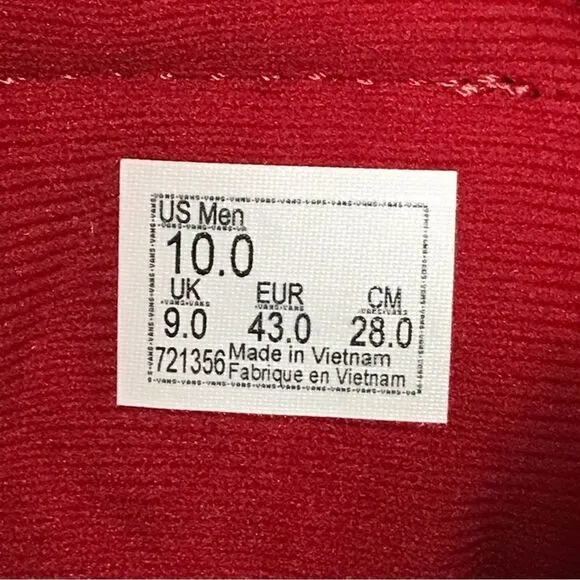 US Men
10.0
UK EUR CM
9.0 43.0 28.0
721356 Made in Vietnam
Fabrique en Vietnam